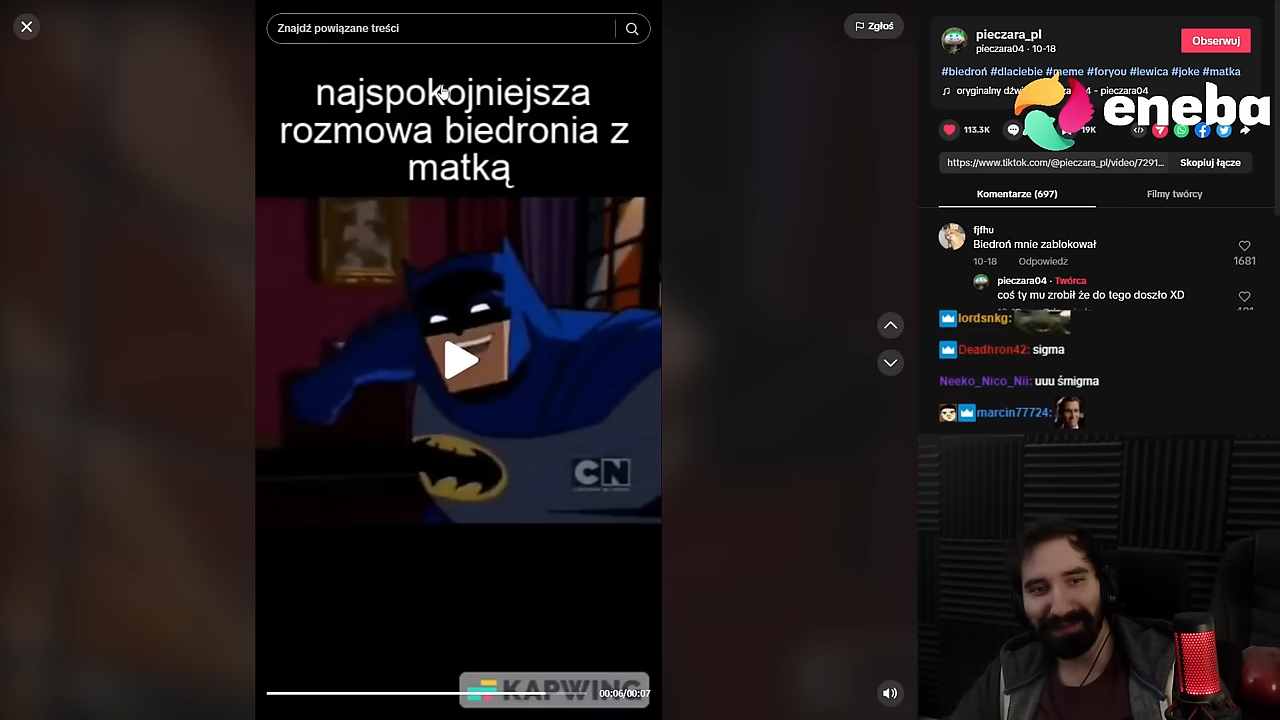 Znajdź powiązane treści
Zgłoś
najspokojniejsza
rozmowa biedronia z
matką
CN
KAPWING
00:06/00:07
pieczara_pl
pieczara04 · 10-18
Obserwuj
#biedroń #dlaciebie #meme #foryou #lewica #joke #matka
oryginalny 04 - pieczara04
eneba
113.3K
19K
https://www.tiktok.com/@pieczara_pl/video/7291...
Skopiuj łącze
Komentarze (697)
Filmy twórcy
fjfhu
Biedroń mnie zablokował
10-18 Odpowiedz
1681
pieczara04 · Twórca
coś ty mu zrobił że do tego doszło XD
lordsnkg:
Deadhron42: sigma
Neeko_Nico_Nii: uuu śmigma
marcin77724: